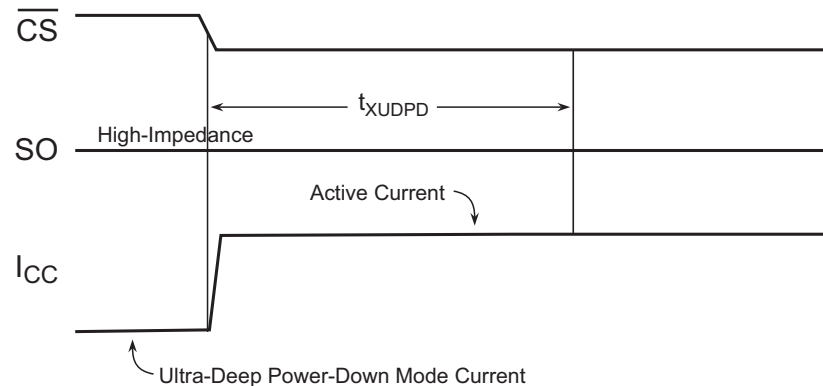 CS
tXUDPD
High-Impedance
SO
Active Current
ICC
Ultra-Deep Power-Down Mode Current